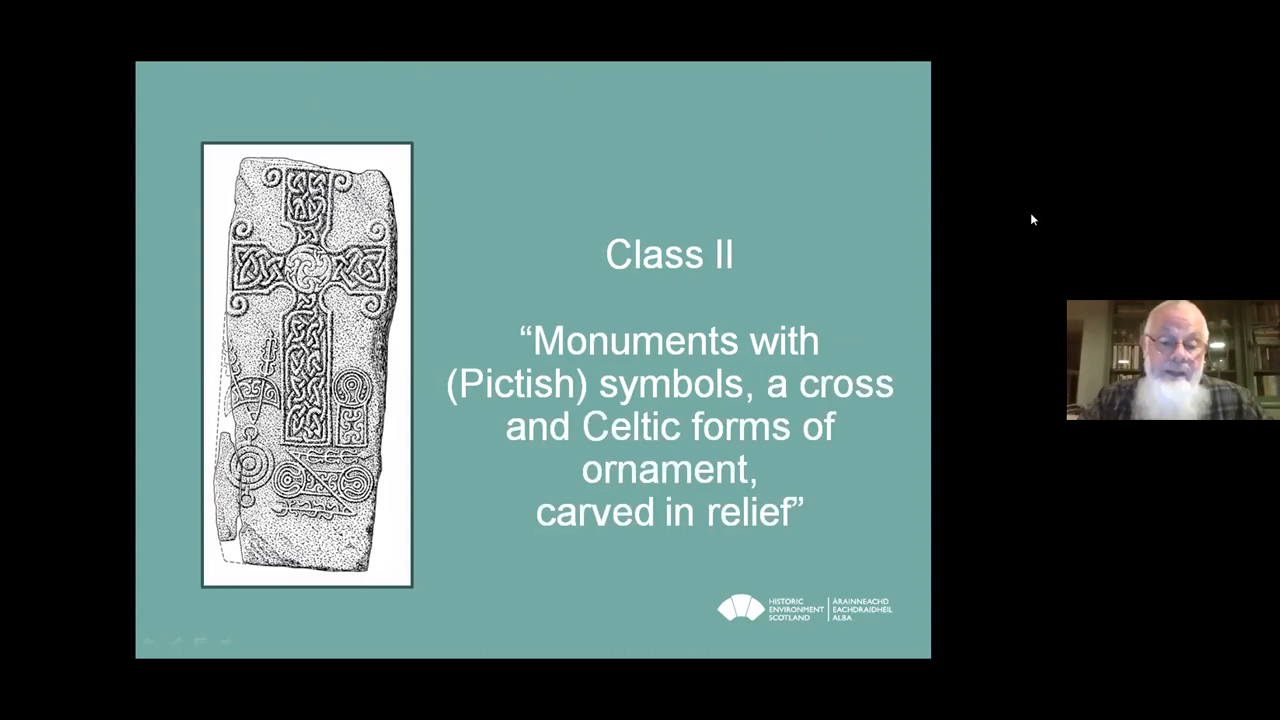 Class II
“Monuments with
(Pictish) symbols, a cross
and Celtic forms of
ornament,
carved in relief”
HISTORIC
ENVIRONMENT
SCOTLAND
ÀRAINNEACHD
EACHDRAIDHEIL
ALBA